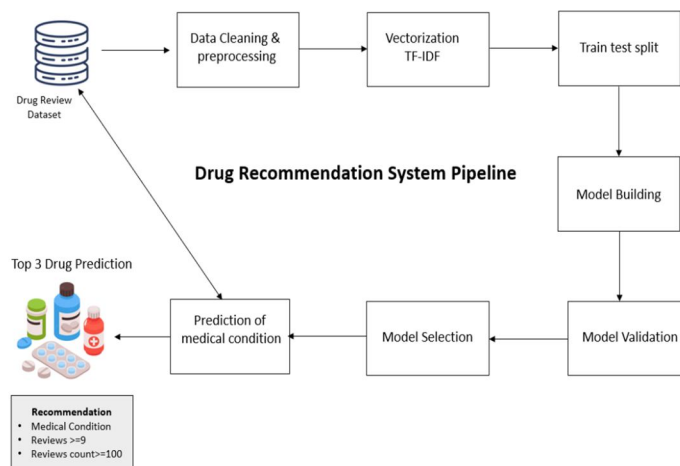 Data Cleaning &
preprocessing
Vectorization
TF-IDF
Train test split
Drug Review
Dataset
Drug Recommendation System Pipeline
Model Building
Top 3 Drug Prediction
Prediction of
medical condition
Model Selection
Model Validation
Recommendation
• Medical Condition
• Reviews >=9
• Reviews count>=100